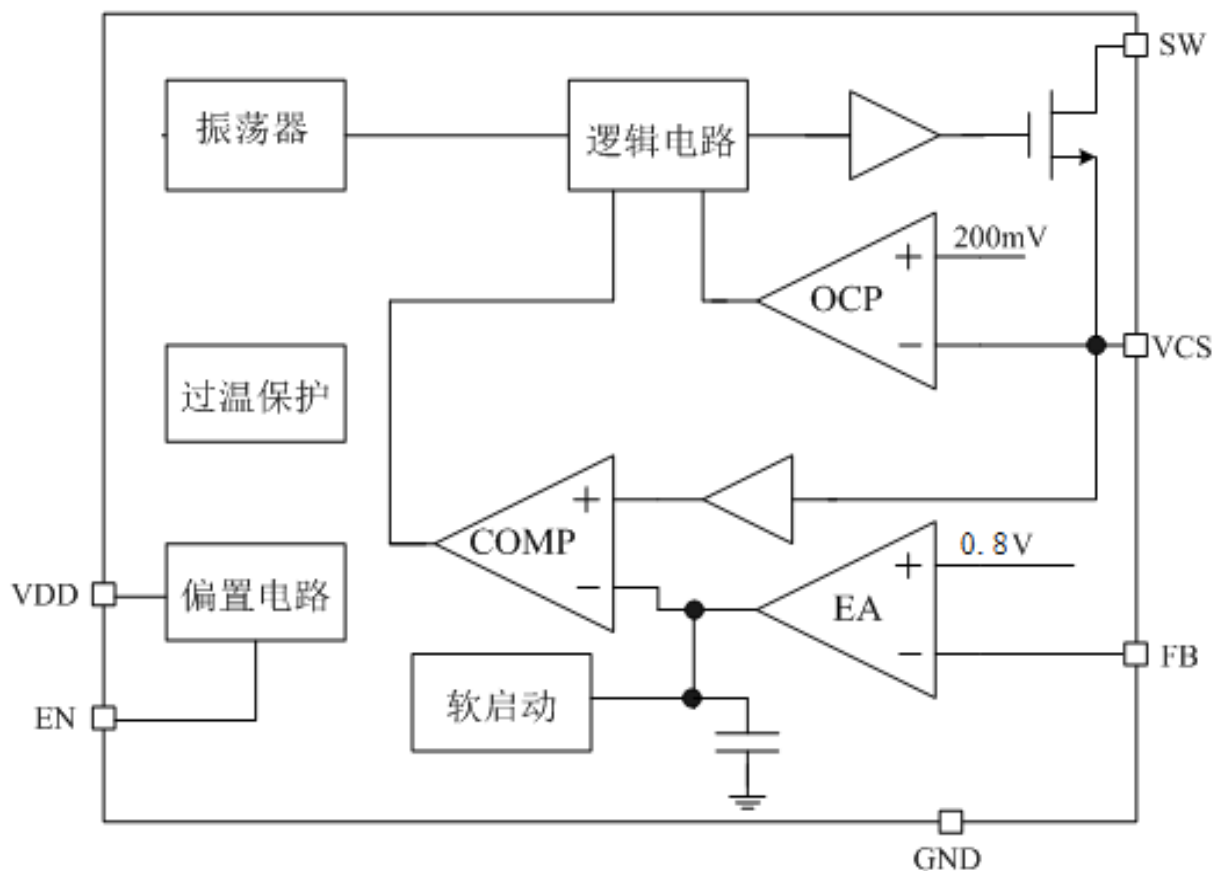 SW
振荡器
逻辑电路
+
200mV
OCP
−
VCS
过温保护
+
COMP
−
+
0.8V
EA
−
FB
VDD
偏置电路
EN
软启动
GND